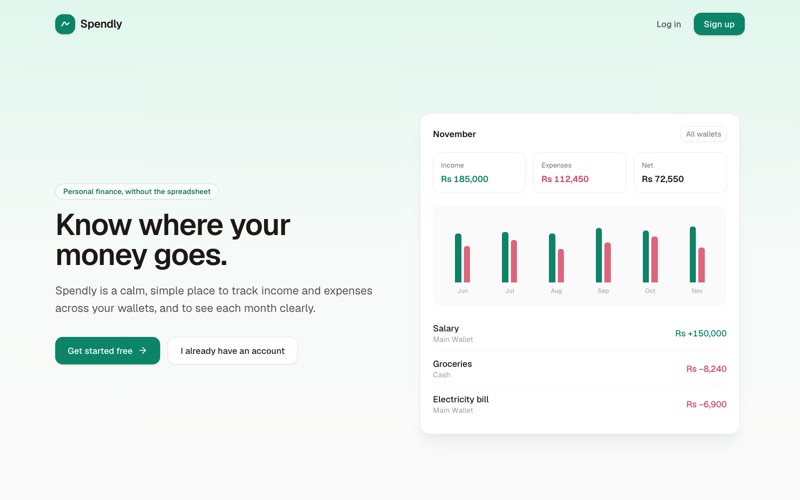 Spendly
Log in
Sign up
Personal finance, without the spreadsheet
Know where your
money goes.
Spendly is a calm, simple place to track income and expenses
across your wallets, and to see each month clearly.
Get started free →
I already have an account
November
All wallets
Income
Rs 185,000
Expenses
Rs 112,450
Net
Rs 72,550
Jun
Jul
Aug
Sep
Oct
Nov
Salary
Main Wallet
Rs +150,000
Groceries
Cash
Rs −8,240
Electricity bill
Main Wallet
Rs −6,900